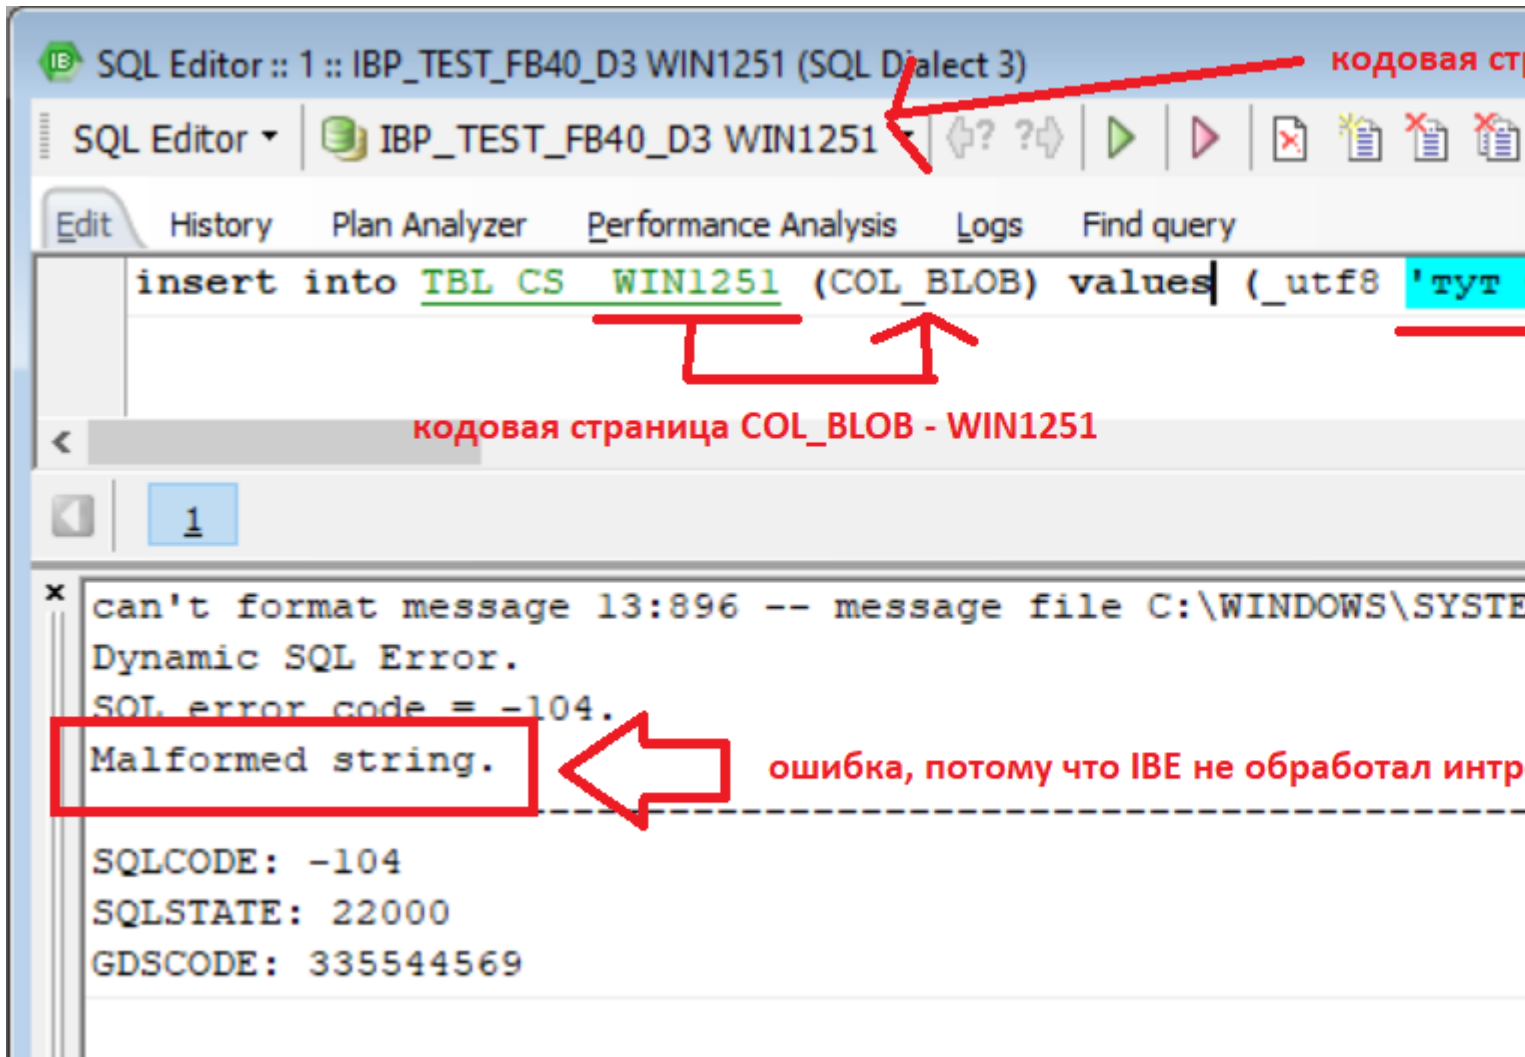 SQL Editor :: 1 :: IBP_TEST_FB40_D3 WIN1251 (SQL Dialect 3)
кодовая
SQL Editor
IBP_TEST_FB40_D3 WIN1251
Edit History Plan Analyzer Performance Analysis Logs Find query
insert into TBL_CS__WIN1251 (COL_BLOB) values (_utf8 'тут
кодовая страница COL_BLOB - WIN1251
1
can't format message 13:896 -- message file C:\WINDOWS\SYSTE
Dynamic SQL Error.
SQL error code = -104.
Malformed string.
ошибка, потому что IBE не обработал интр
SQLCODE: -104
SQLSTATE: 22000
GDSCODE: 335544569